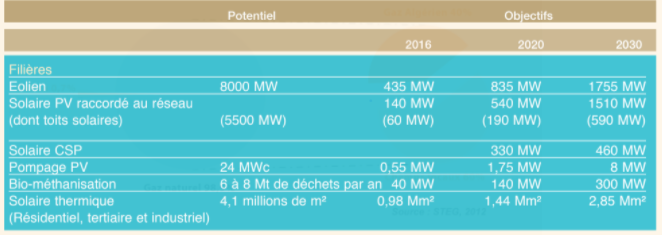 Potentiel Objectifs
2016 2020 2030
Filières
Eolien 8000 MW 435 MW 835 MW 1755 MW
Solaire PV raccordé au réseau 140 MW 540 MW 1510 MW
(dont toits solaires) (5500 MW) (60 MW) (190 MW) (590 MW)
Solaire CSP 330 MW 460 MW
Pompage PV 24 MWc 0,55 MW 1,75 MW 8 MW
Bio-méthanisation 6 à 8 Mt de déchets par an 40 MW 140 MW 300 MW
Solaire thermique 4,1 millions de m² 0,98 Mm² 1,44 Mm² 2,85 Mm²
(Résidentiel, tertiaire et industriel)